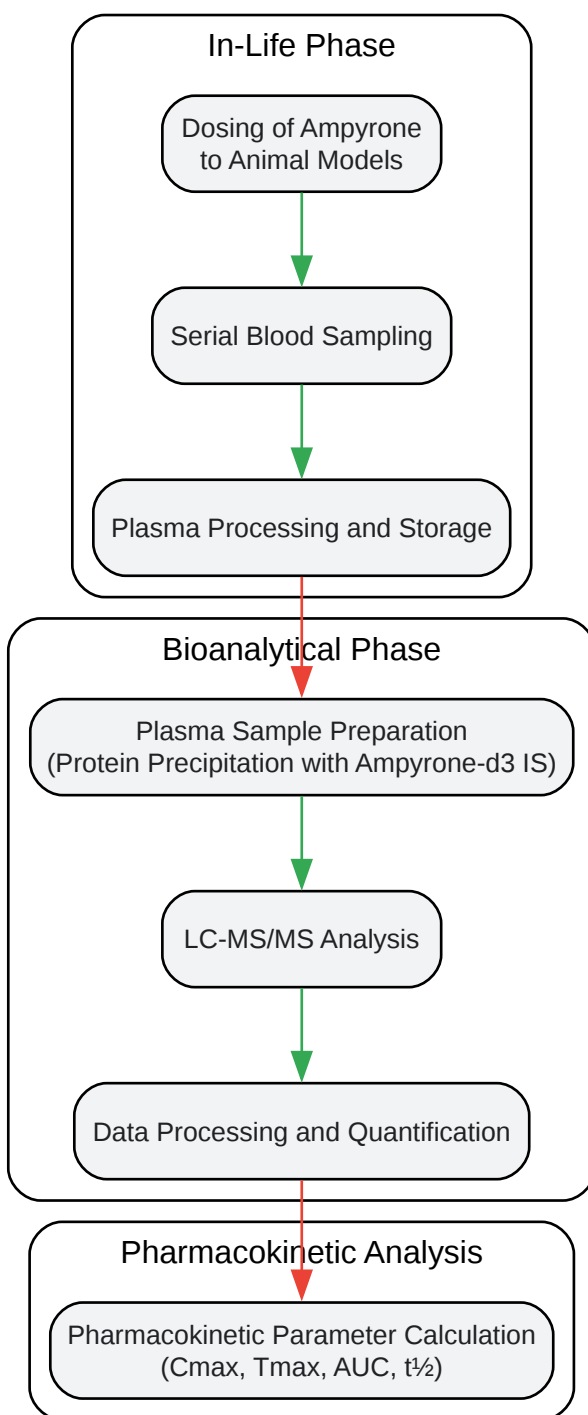 In-Life Phase
Dosing of Ampyrone
to Animal Models
Serial Blood Sampling
Plasma Processing and Storage
Bioanalytical Phase
Plasma Sample Preparation
(Protein Precipitation with Ampyrone-d3 IS)
LC-MS/MS Analysis
Data Processing and Quantification
Pharmacokinetic Analysis
Pharmacokinetic Parameter Calculation
(Cmax, Tmax, AUC, t½)